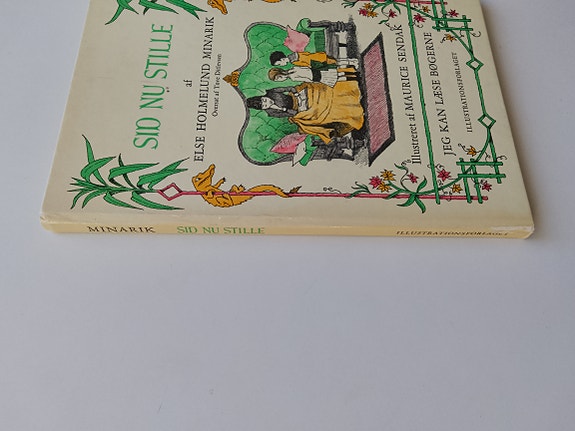 SID NU STILLE
af
ELSE HOLMELUND MINARIK
Oversat af Tove Ditlevsen
Illustreret af MAURICE SENDAK
JEG KAN LÆSE BØGERNE
ILLUSTRATIONSFORLAGET
MINARIK SID NU STILLE ILLUSTRATIONSFORLAGET